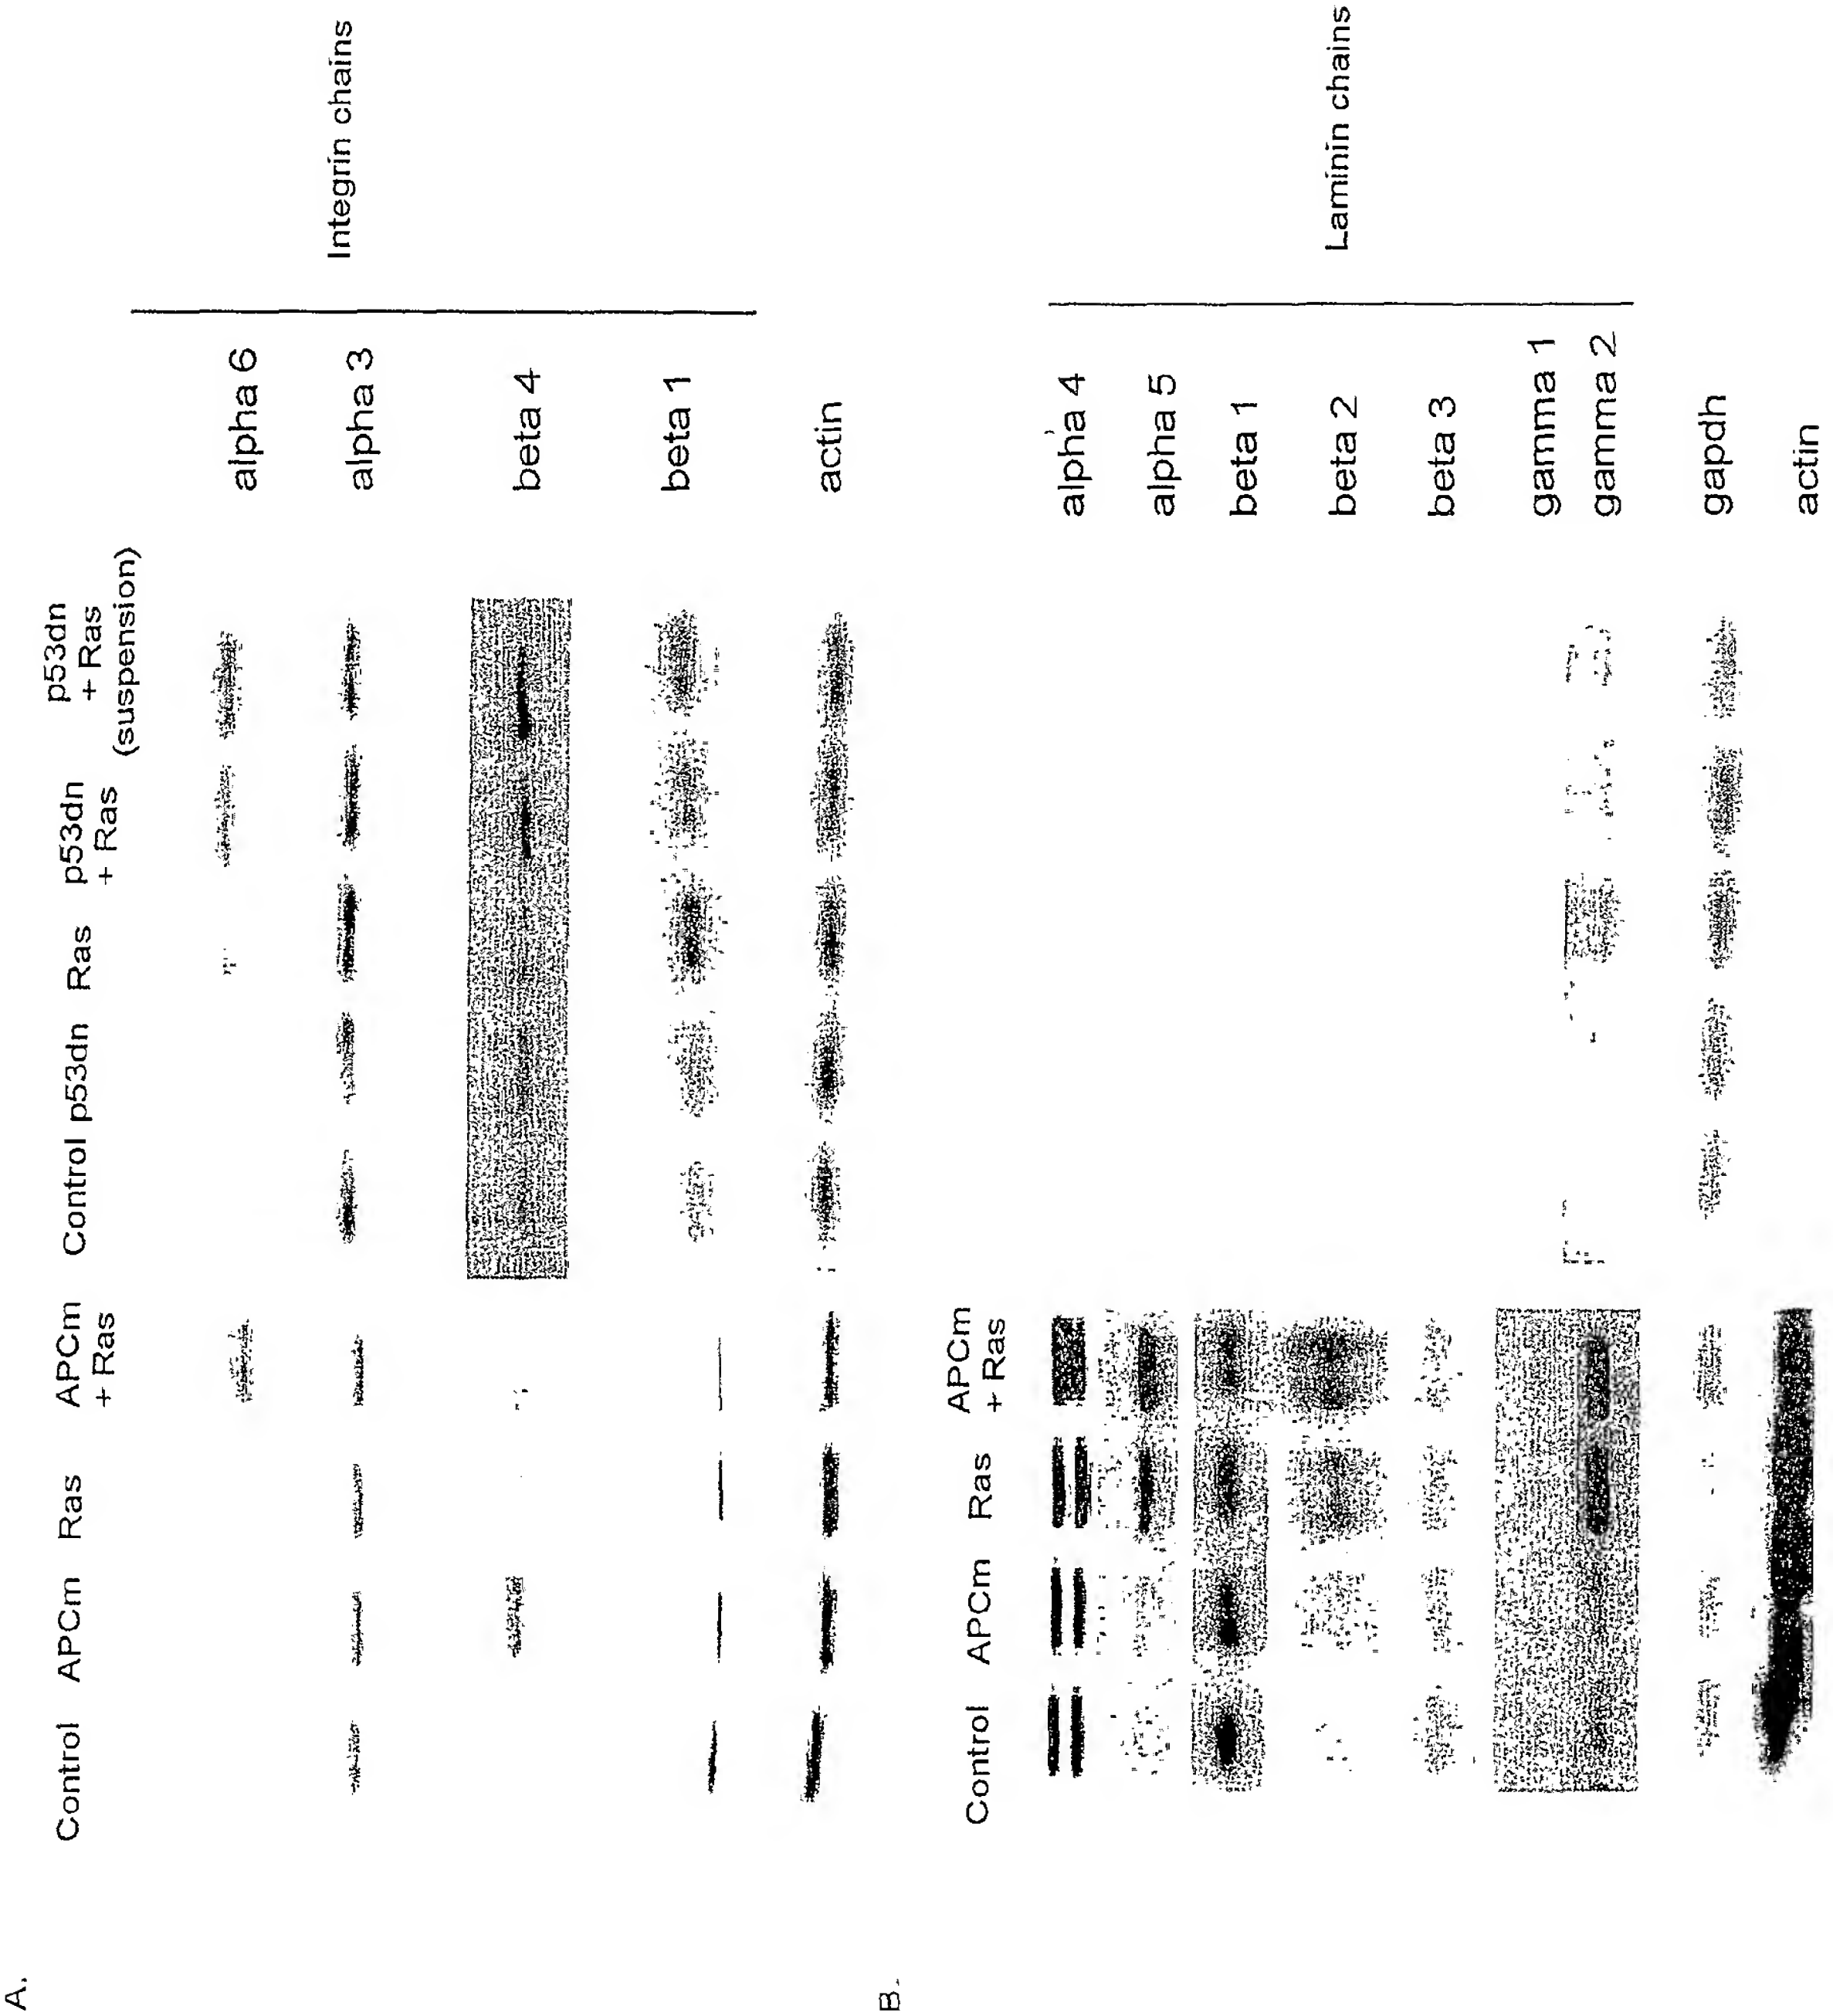 A.
Control
APCm
Ras
APCm
+ Ras
Control
p53dn
Ras
p53dn
+ Ras
p53dn
+ Ras
(suspension)
alpha 6
alpha 3
beta 4
beta 1
actin
Integrin chains
B.
Control
APCm
Ras
APCm
+ Ras
alpha 4
alpha 5
beta 1
beta 2
beta 3
gamma 1
gamma 2
gapdh
actin
Laminin chains